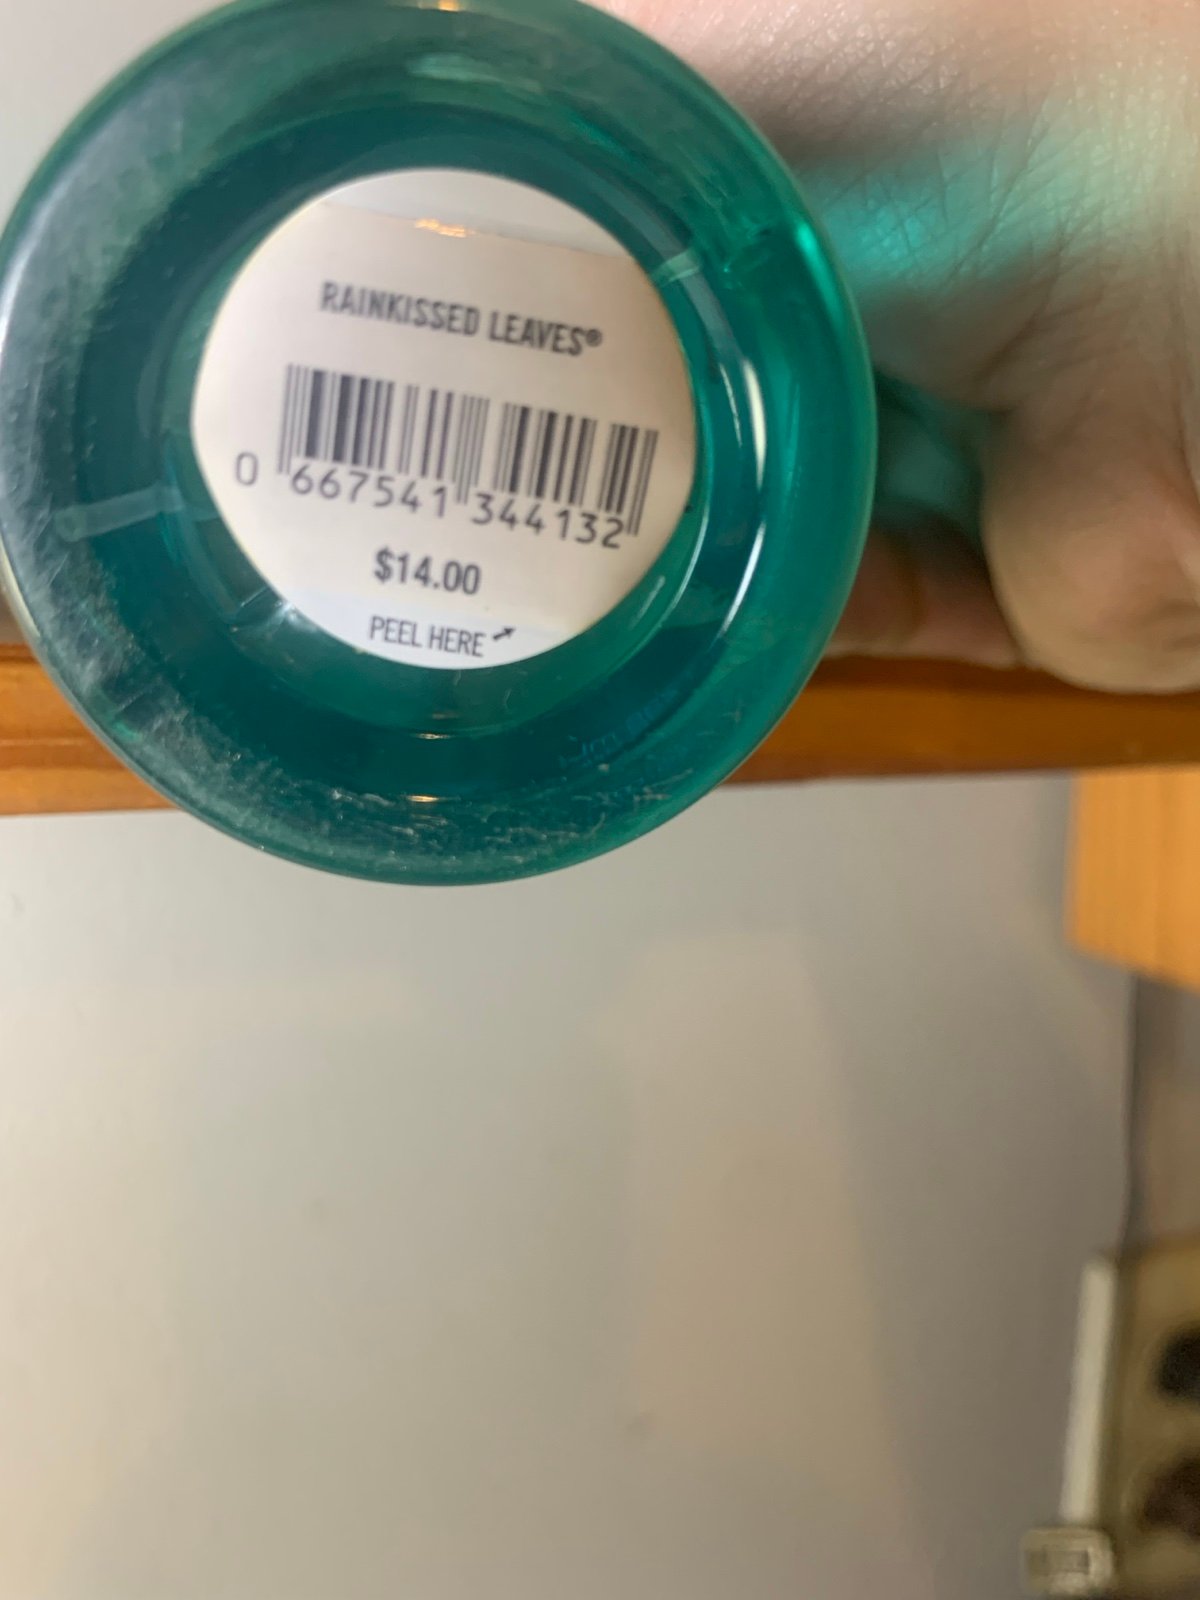 RAINKISSED LEAVES®
0 667541 344132
$14.00
PEEL HERE